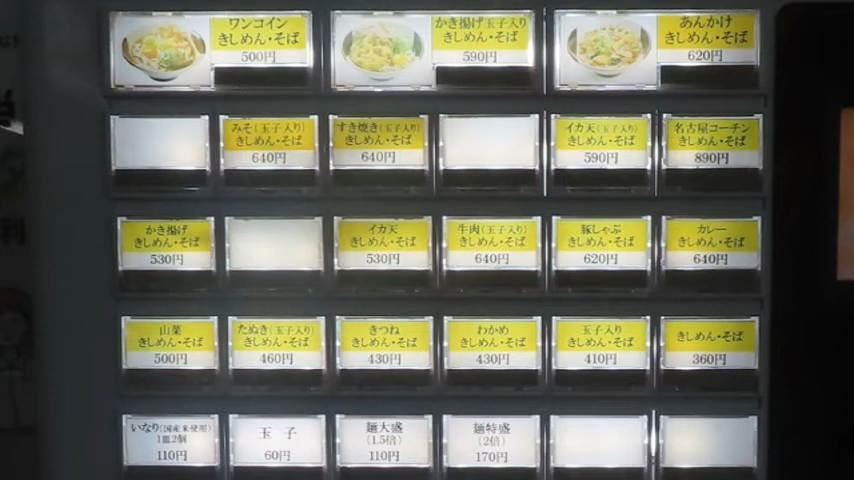 ワンコイン
きしめん・そば
500円
かき揚げ玉子入り
きしめん・そば
590円
あんかけ
きしめん・そば
620円
みそ(玉子入り)
きしめん・そば
640円
すき焼き(玉子入り)
きしめん・そば
640円
イカ天(玉子入り)
きしめん・そば
590円
名古屋コーチン
きしめん・そば
890円
かき揚げ
きしめん・そば
530円
イカ天
きしめん・そば
530円
牛肉(玉子入り)
きしめん・そば
640円
豚しゃぶ
きしめん・そば
620円
カレー
きしめん・そば
640円
山菜
きしめん・そば
500円
たぬき(玉子入り)
きしめん・そば
460円
きつね
きしめん・そば
430円
わかめ
きしめん・そば
430円
玉子入り
きしめん・そば
410円
きしめん・そば
360円
いなり(国産米使用)
1皿2個
110円
玉子
60円
麺大盛
(1.5倍)
110円
麺特盛
(2倍)
170円